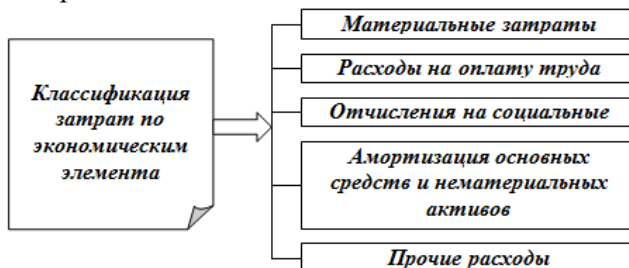 Классификация
затрат по
экономическим
элемента
Материальные затраты
Расходы на оплату труда
Отчисления на социальные
Амортизация основных
средств и нематериальных
активов
Прочие расходы